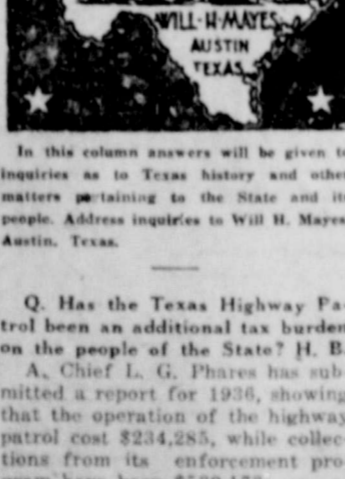 WILL-H-MAYES
AUSTIN
TEXAS
In this column answers will be given t
inquiries as to Texas history and othe
matters pertaining to the State and it
people. Address inquiries to Will H. Mayes
Austin, Texas.
Q. Has the Texas Highway Pa-
trol been an additional tax burden
on the people of the State? H. B.
A. Chief L. G. Phares has sub-
mitted a report for 1936, showing
that the operation of the highway
patrol cost $234,285, while collec-
tions from its enforcement pro-